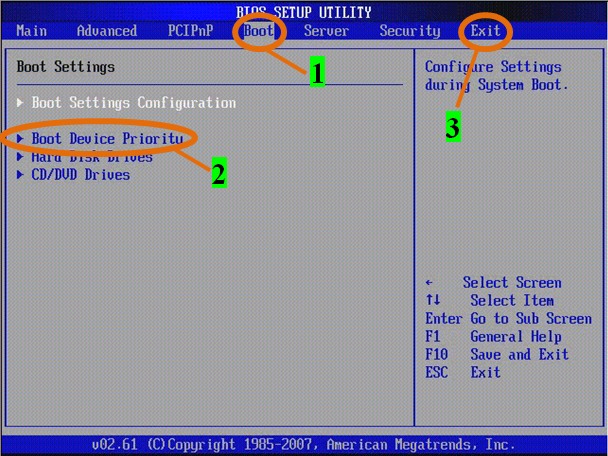 BIOS SETUP UTILITY
Main Advanced PCIPnP Boot Server Security Exit
1
3
Boot Settings
Boot Settings Configuration
Boot Device Priority
Hard Disk Drives
CD/DVD Drives
2
Configure Settings
during System Boot.
← Select Screen
↑↓ Select Item
Enter Go to Sub Screen
F1 General Help
F10 Save and Exit
ESC Exit
v02.61 (C)Copyright 1985-2007, American Megatrends, Inc.